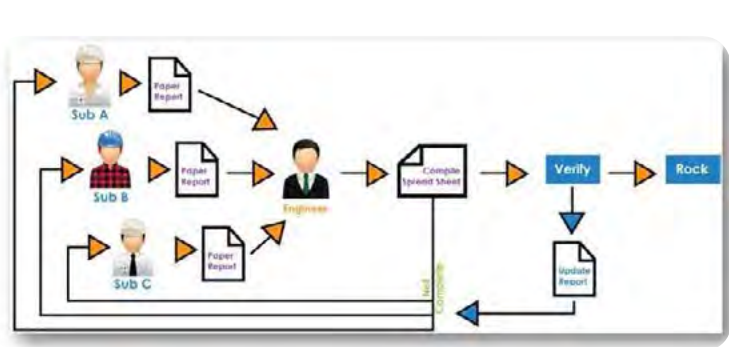 Paper
Report
Sub A
Paper
Report
Sub B
Paper
Report
Sub C
Engineer
Compile
Spread Sheet
Not
Complete
Verify
Rock
Update
Report